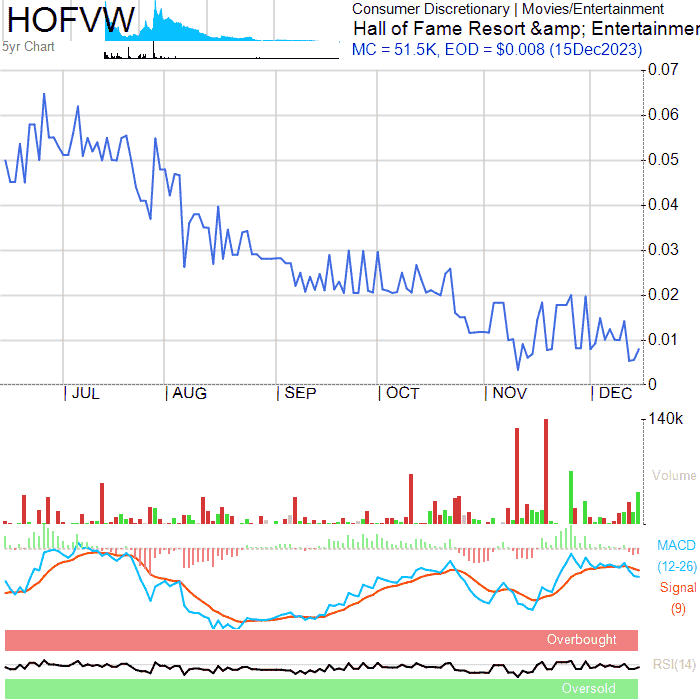 HOFVW
5yr Chart
Consumer Discretionary | Movies/Entertainment
Hall of Fame Resort &amp; Entertainmen
MC = 51.5K, EOD = $0.008 (15Dec2023)
0.07
0.06
0.05
0.04
0.03
0.02
0.01
0
| JUL | AUG | SEP | OCT | NOV | DEC
140k
Volume
MACD
(12-26)
Signal
(9)
Overbought
RSI(14)
Oversold